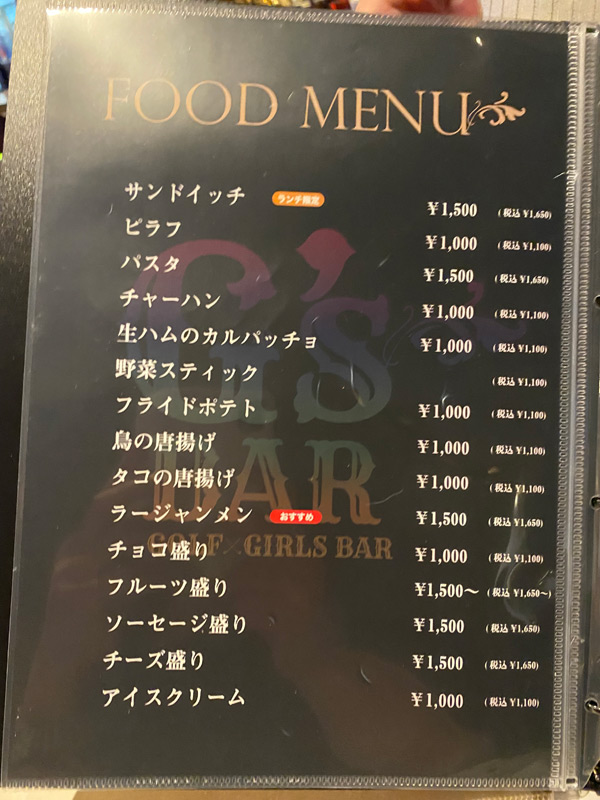 FOOD MENU
サンドイッチ ランチ限定 ¥1,500 (税込 ¥1,650)
ピラフ ¥1,000 (税込 ¥1,100)
パスタ ¥1,500 (税込 ¥1,650)
チャーハン ¥1,000 (税込 ¥1,100)
生ハムのカルパッチョ ¥1,000 (税込 ¥1,100)
野菜スティック (税込 ¥1,100)
フライドポテト ¥1,000 (税込 ¥1,100)
鳥の唐揚げ ¥1,000 (税込 ¥1,100)
タコの唐揚げ ¥1,000 (税込 ¥1,100)
ラージャンメン おすすめ ¥1,500 (税込 ¥1,650)
チョコ盛り ¥1,000 (税込 ¥1,100)
フルーツ盛り ¥1,500〜 (税込 ¥1,650〜)
ソーセージ盛り ¥1,500 (税込 ¥1,650)
チーズ盛り ¥1,500 (税込 ¥1,650)
アイスクリーム ¥1,000 (税込 ¥1,100)
G's
BAR
GOLF×GIRLS BAR